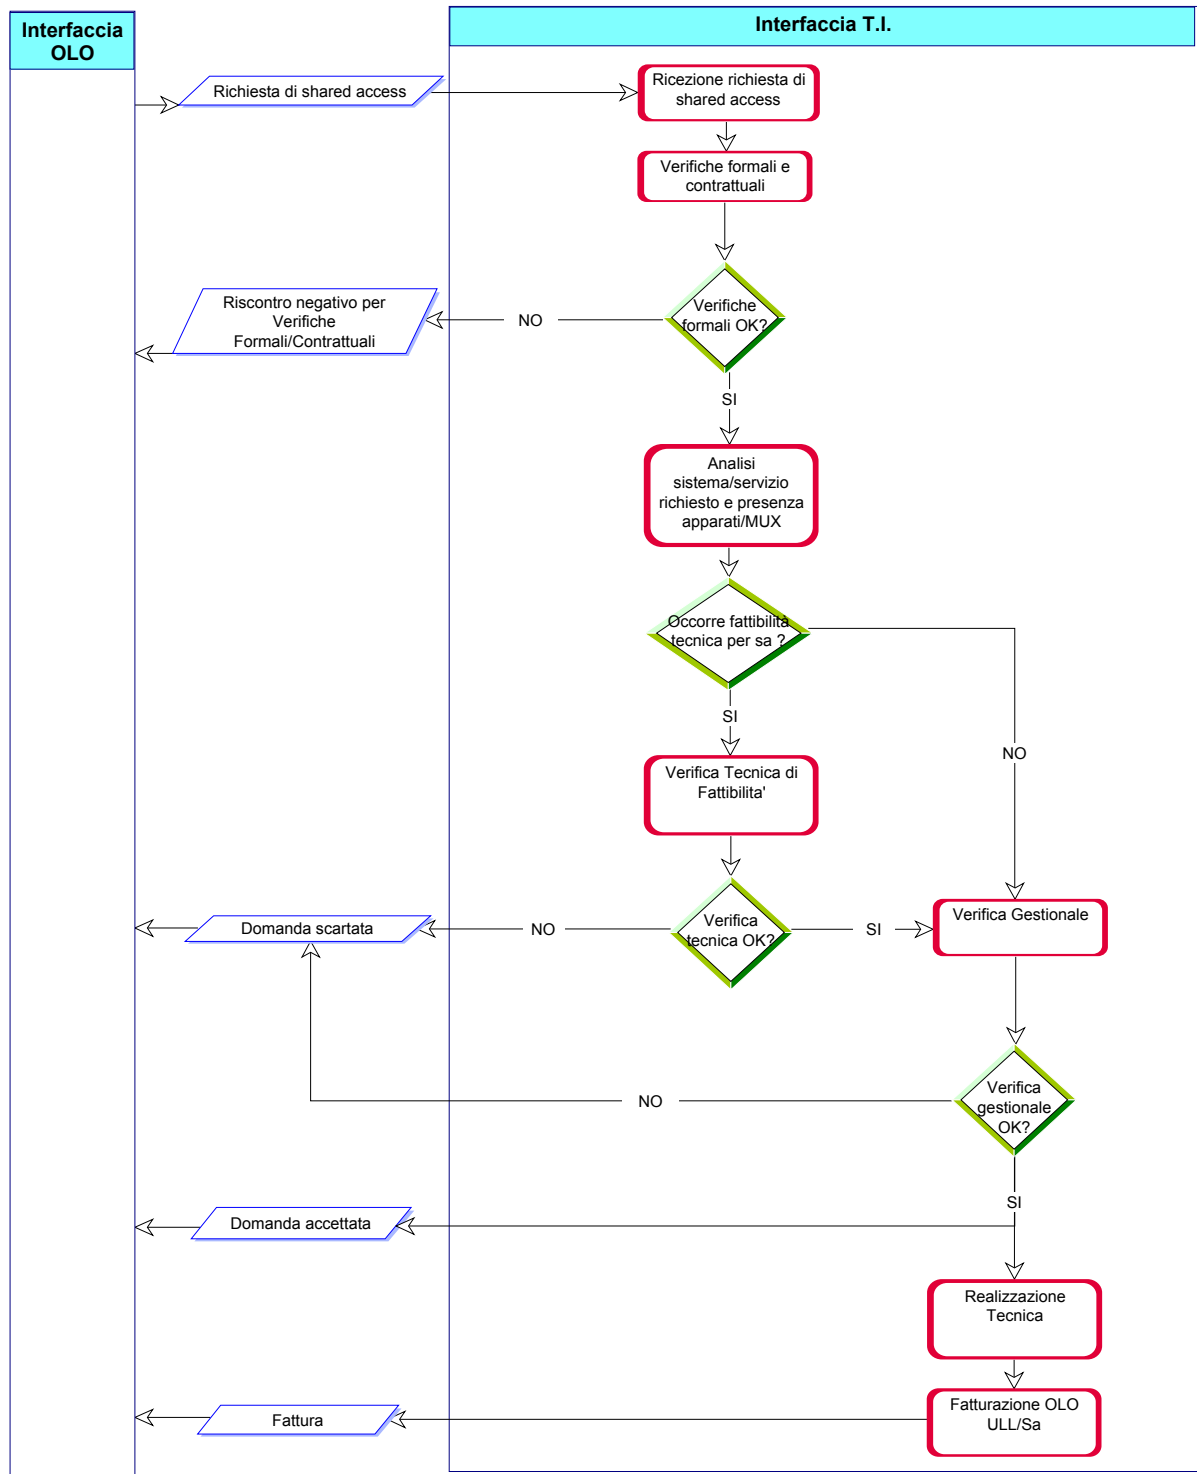 Interfaccia
OLO
Interfaccia T.I.
Richiesta di shared access
Ricezione richiesta di
shared access
Verifiche formali e
contrattuali
Riscontro negativo per
Verifiche
Formali/Contrattuali
NO
Verifiche
formali OK?
SI
Analisi
sistema/servizio
richiesto e presenza
apparati/MUX
Occorre fattibilità
tecnica per sa ?
SI
NO
Verifica Tecnica di
Fattibilita'
Domanda scartata
NO
Verifica
tecnica OK?
SI
Verifica Gestionale
NO
Verifica
gestionale
OK?
SI
Domanda accettata
Realizzazione
Tecnica
Fattura
Fatturazione OLO
ULL/Sa